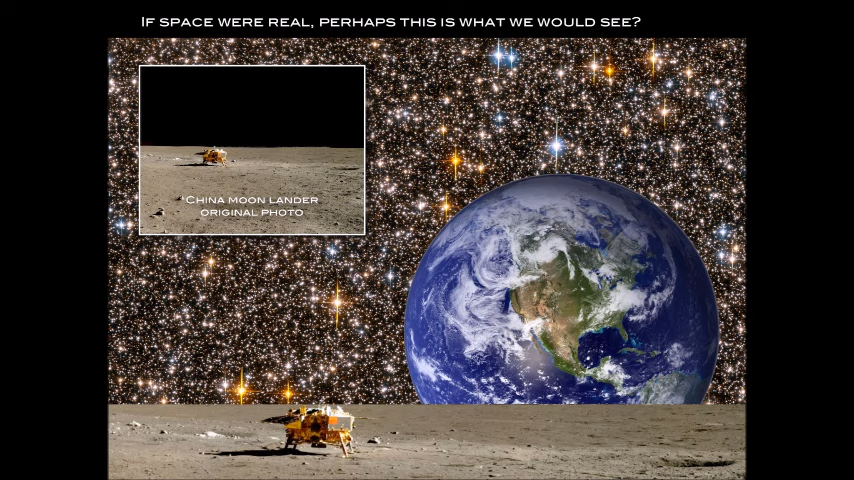 If space were real, perhaps this is what we would see?
*China moon lander
original photo